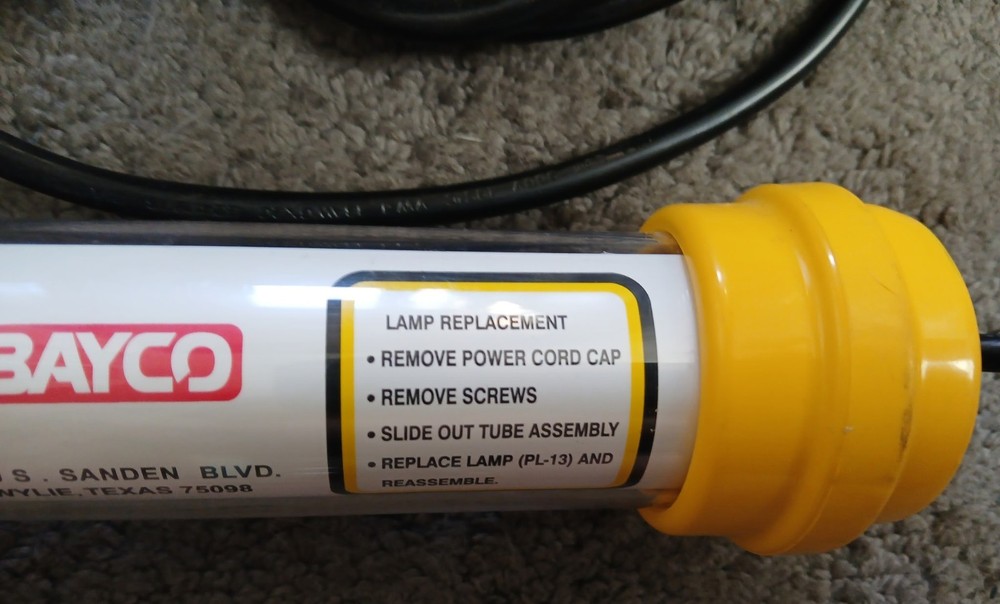 BAYCO
S. SANDEN BLVD.
WYLIE, TEXAS 75098
LAMP REPLACEMENT
• REMOVE POWER CORD CAP
• REMOVE SCREWS
• SLIDE OUT TUBE ASSEMBLY
• REPLACE LAMP (PL-13) AND
REASSEMBLE.